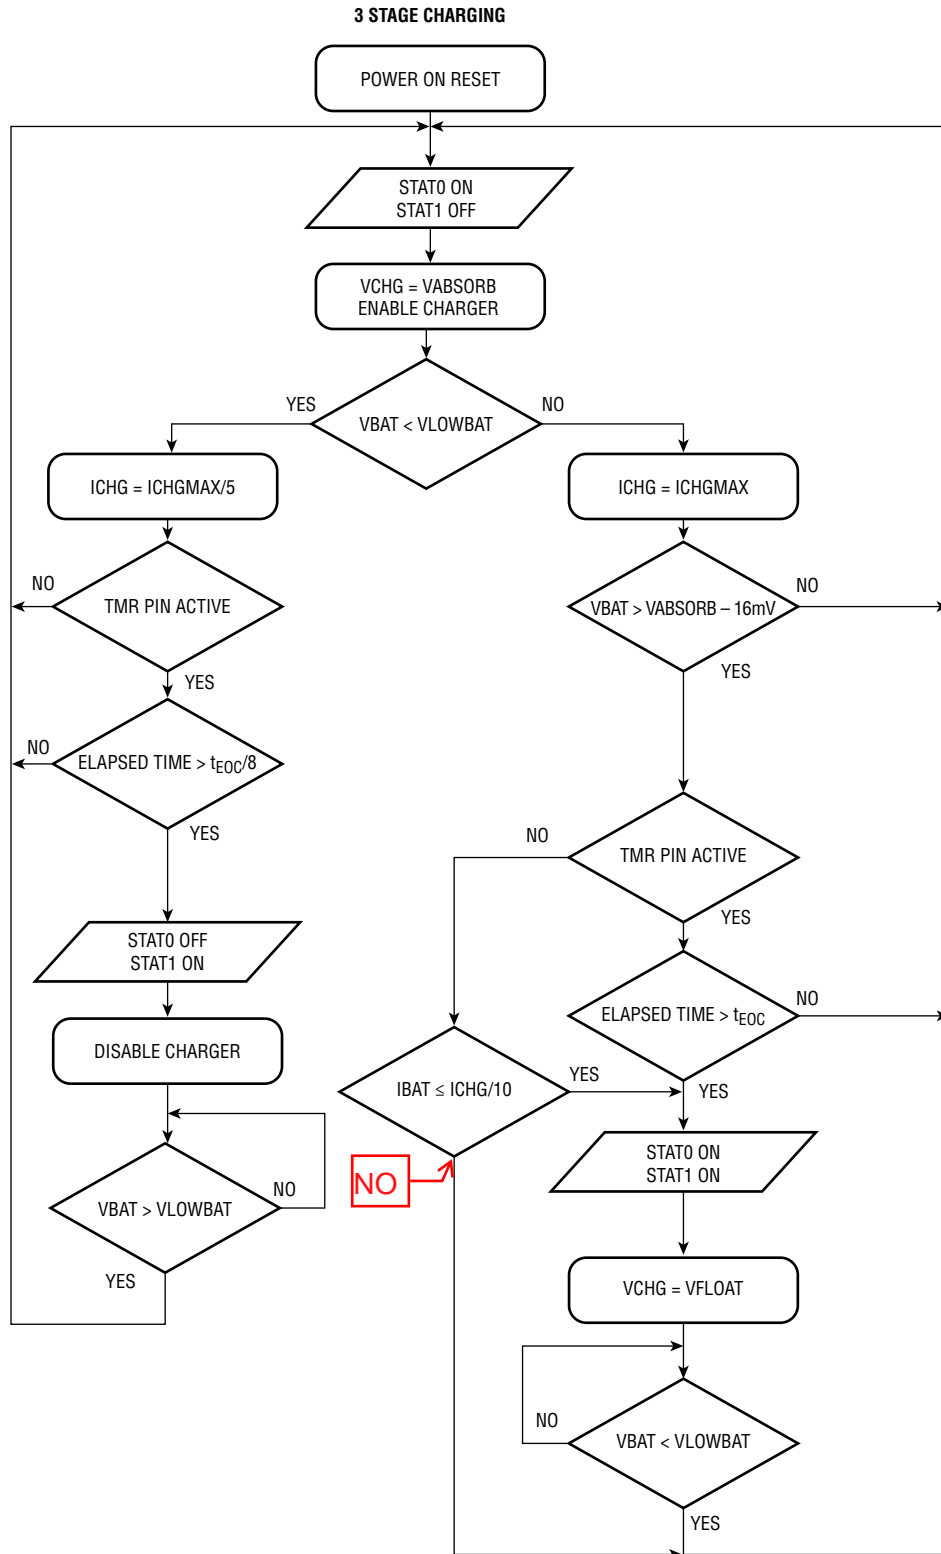 3 STAGE CHARGING
POWER ON RESET
STAT0 ON
STAT1 OFF
VCHG = VABSORB
ENABLE CHARGER
YES
VBAT < VLOWBAT
NO
ICHG = ICHGMAX/5
ICHG = ICHGMAX
NO
TMR PIN ACTIVE
YES
VBAT > VABSORB – 16mV
NO
YES
NO
ELAPSED TIME > tEOC/8
YES
NO
TMR PIN ACTIVE
YES
STAT0 OFF
STAT1 ON
ELAPSED TIME > tEOC
NO
YES
DISABLE CHARGER
IBAT ≤ ICHG/10
YES
NO
STAT0 ON
STAT1 ON
VBAT > VLOWBAT
NO
YES
VCHG = VFLOAT
NO
VBAT < VLOWBAT
YES